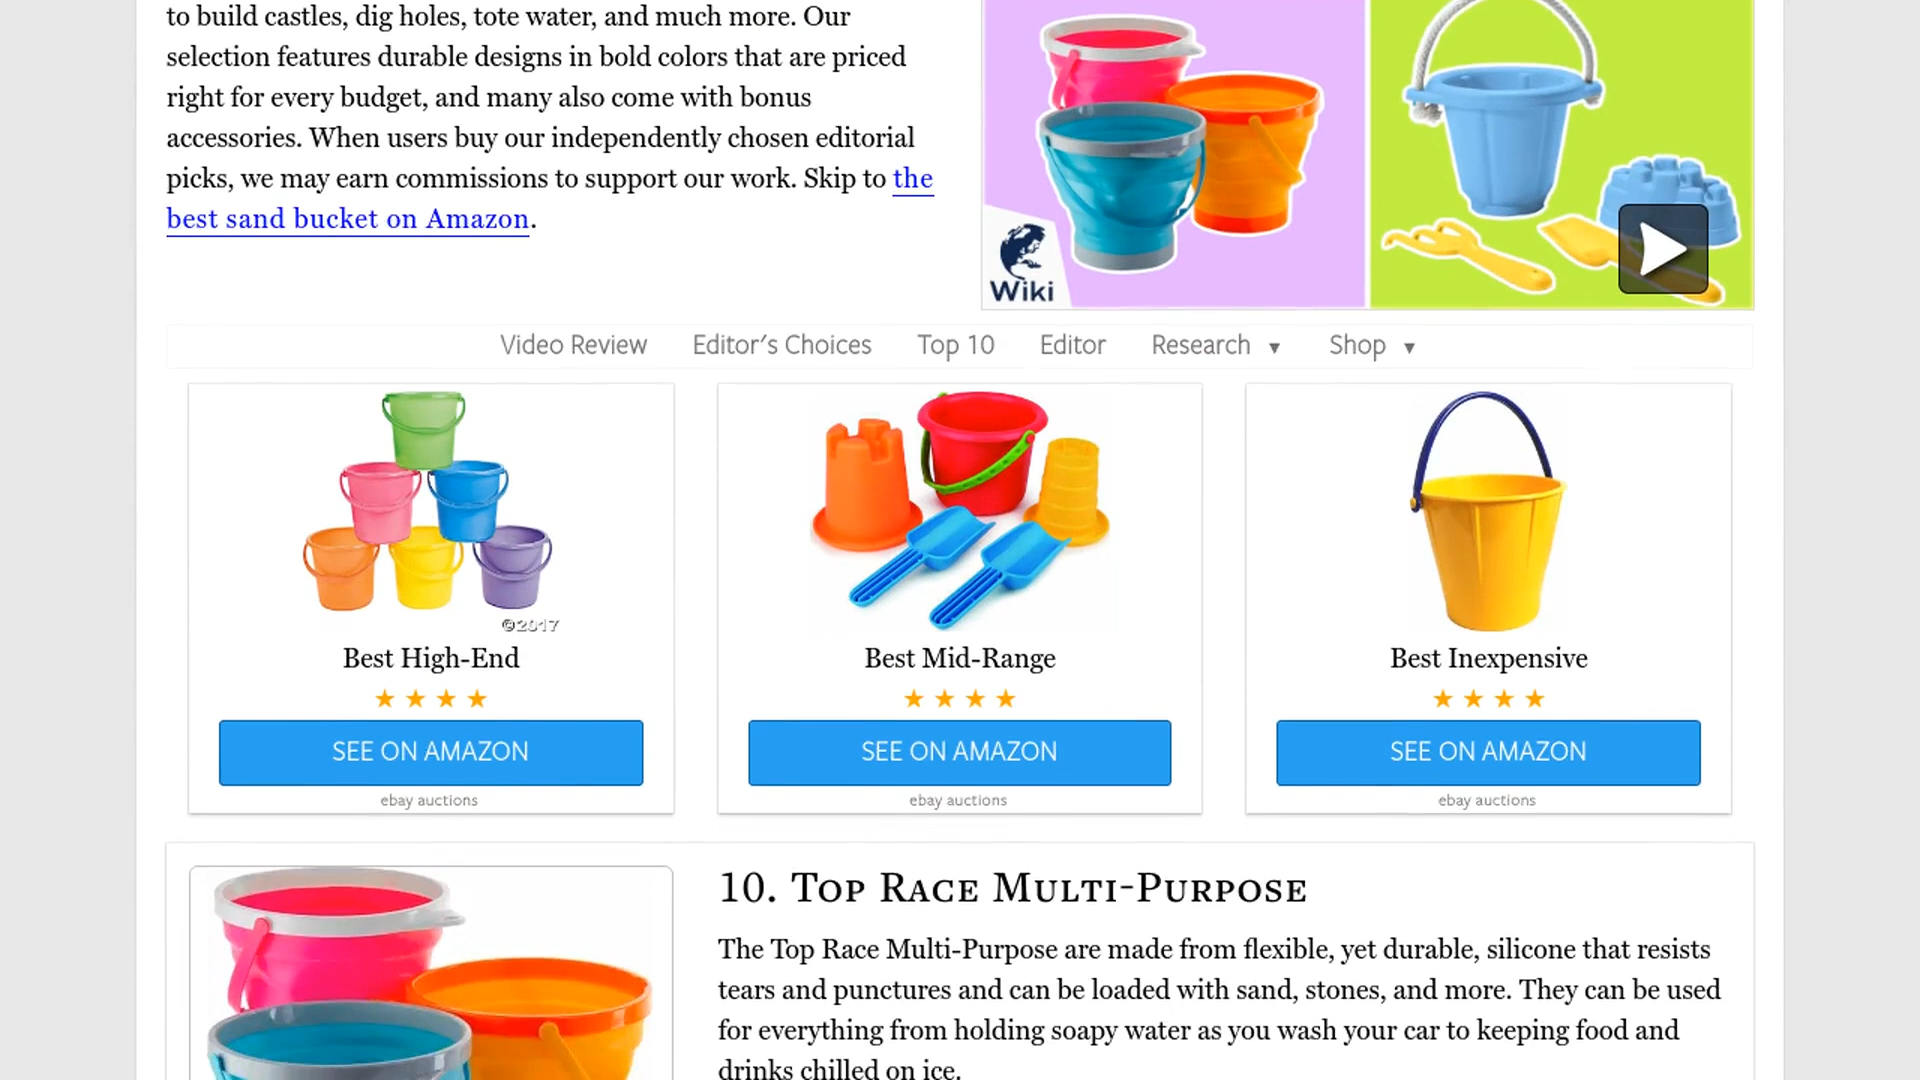 to build castles, dig holes, tote water, and much more. Our
selection features durable designs in bold colors that are priced
right for every budget, and many also come with bonus
accessories. When users buy our independently chosen editorial
picks, we may earn commissions to support our work. Skip to the
best sand bucket on Amazon.
Wiki
Video Review Editor's Choices Top 10 Editor Research ▼ Shop ▼
©2017
Best High-End
★ ★ ★ ★
SEE ON AMAZON
ebay auctions
Best Mid-Range
★ ★ ★ ★
SEE ON AMAZON
ebay auctions
Best Inexpensive
★ ★ ★ ★
SEE ON AMAZON
ebay auctions
10. Top Race Multi-Purpose
The Top Race Multi-Purpose are made from flexible, yet durable, silicone that resists
tears and punctures and can be loaded with sand, stones, and more. They can be used
for everything from holding soapy water as you wash your car to keeping food and
drinks chilled on ice.